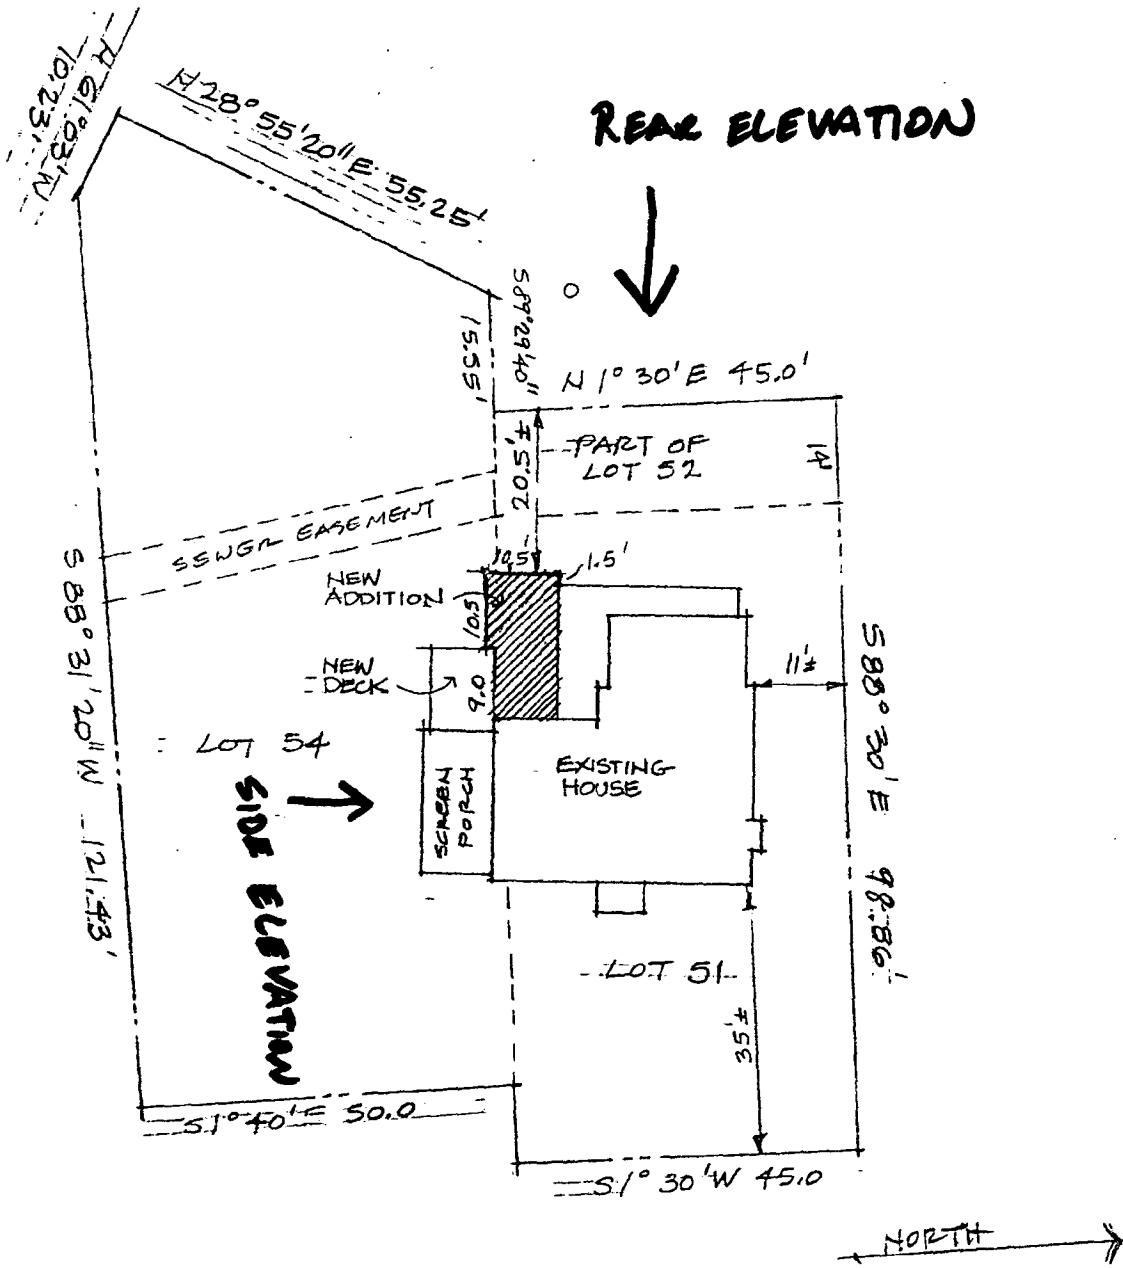 N 61°03' W
10.23'
N 28°55'20" E 55.25'
REAR ELEVATION
S 89°29'40"
15.55'
N 1° 30' E 45.0'
20.5'±
PART OF
LOT 52
14'
SEWER EASEMENT
10.5'
1.5'
NEW
ADDITION
10.5
NEW
DECK
9.0
11'±
S 88° 31' 20" W 121.43'
S 88° 30' E 98.86'
LOT 54
SIDE ELEVATION
SCREEN
PORCH
EXISTING
HOUSE
LOT 51
35'±
S 1° 40' E 50.0
S 1° 30' W 45.0
NORTH